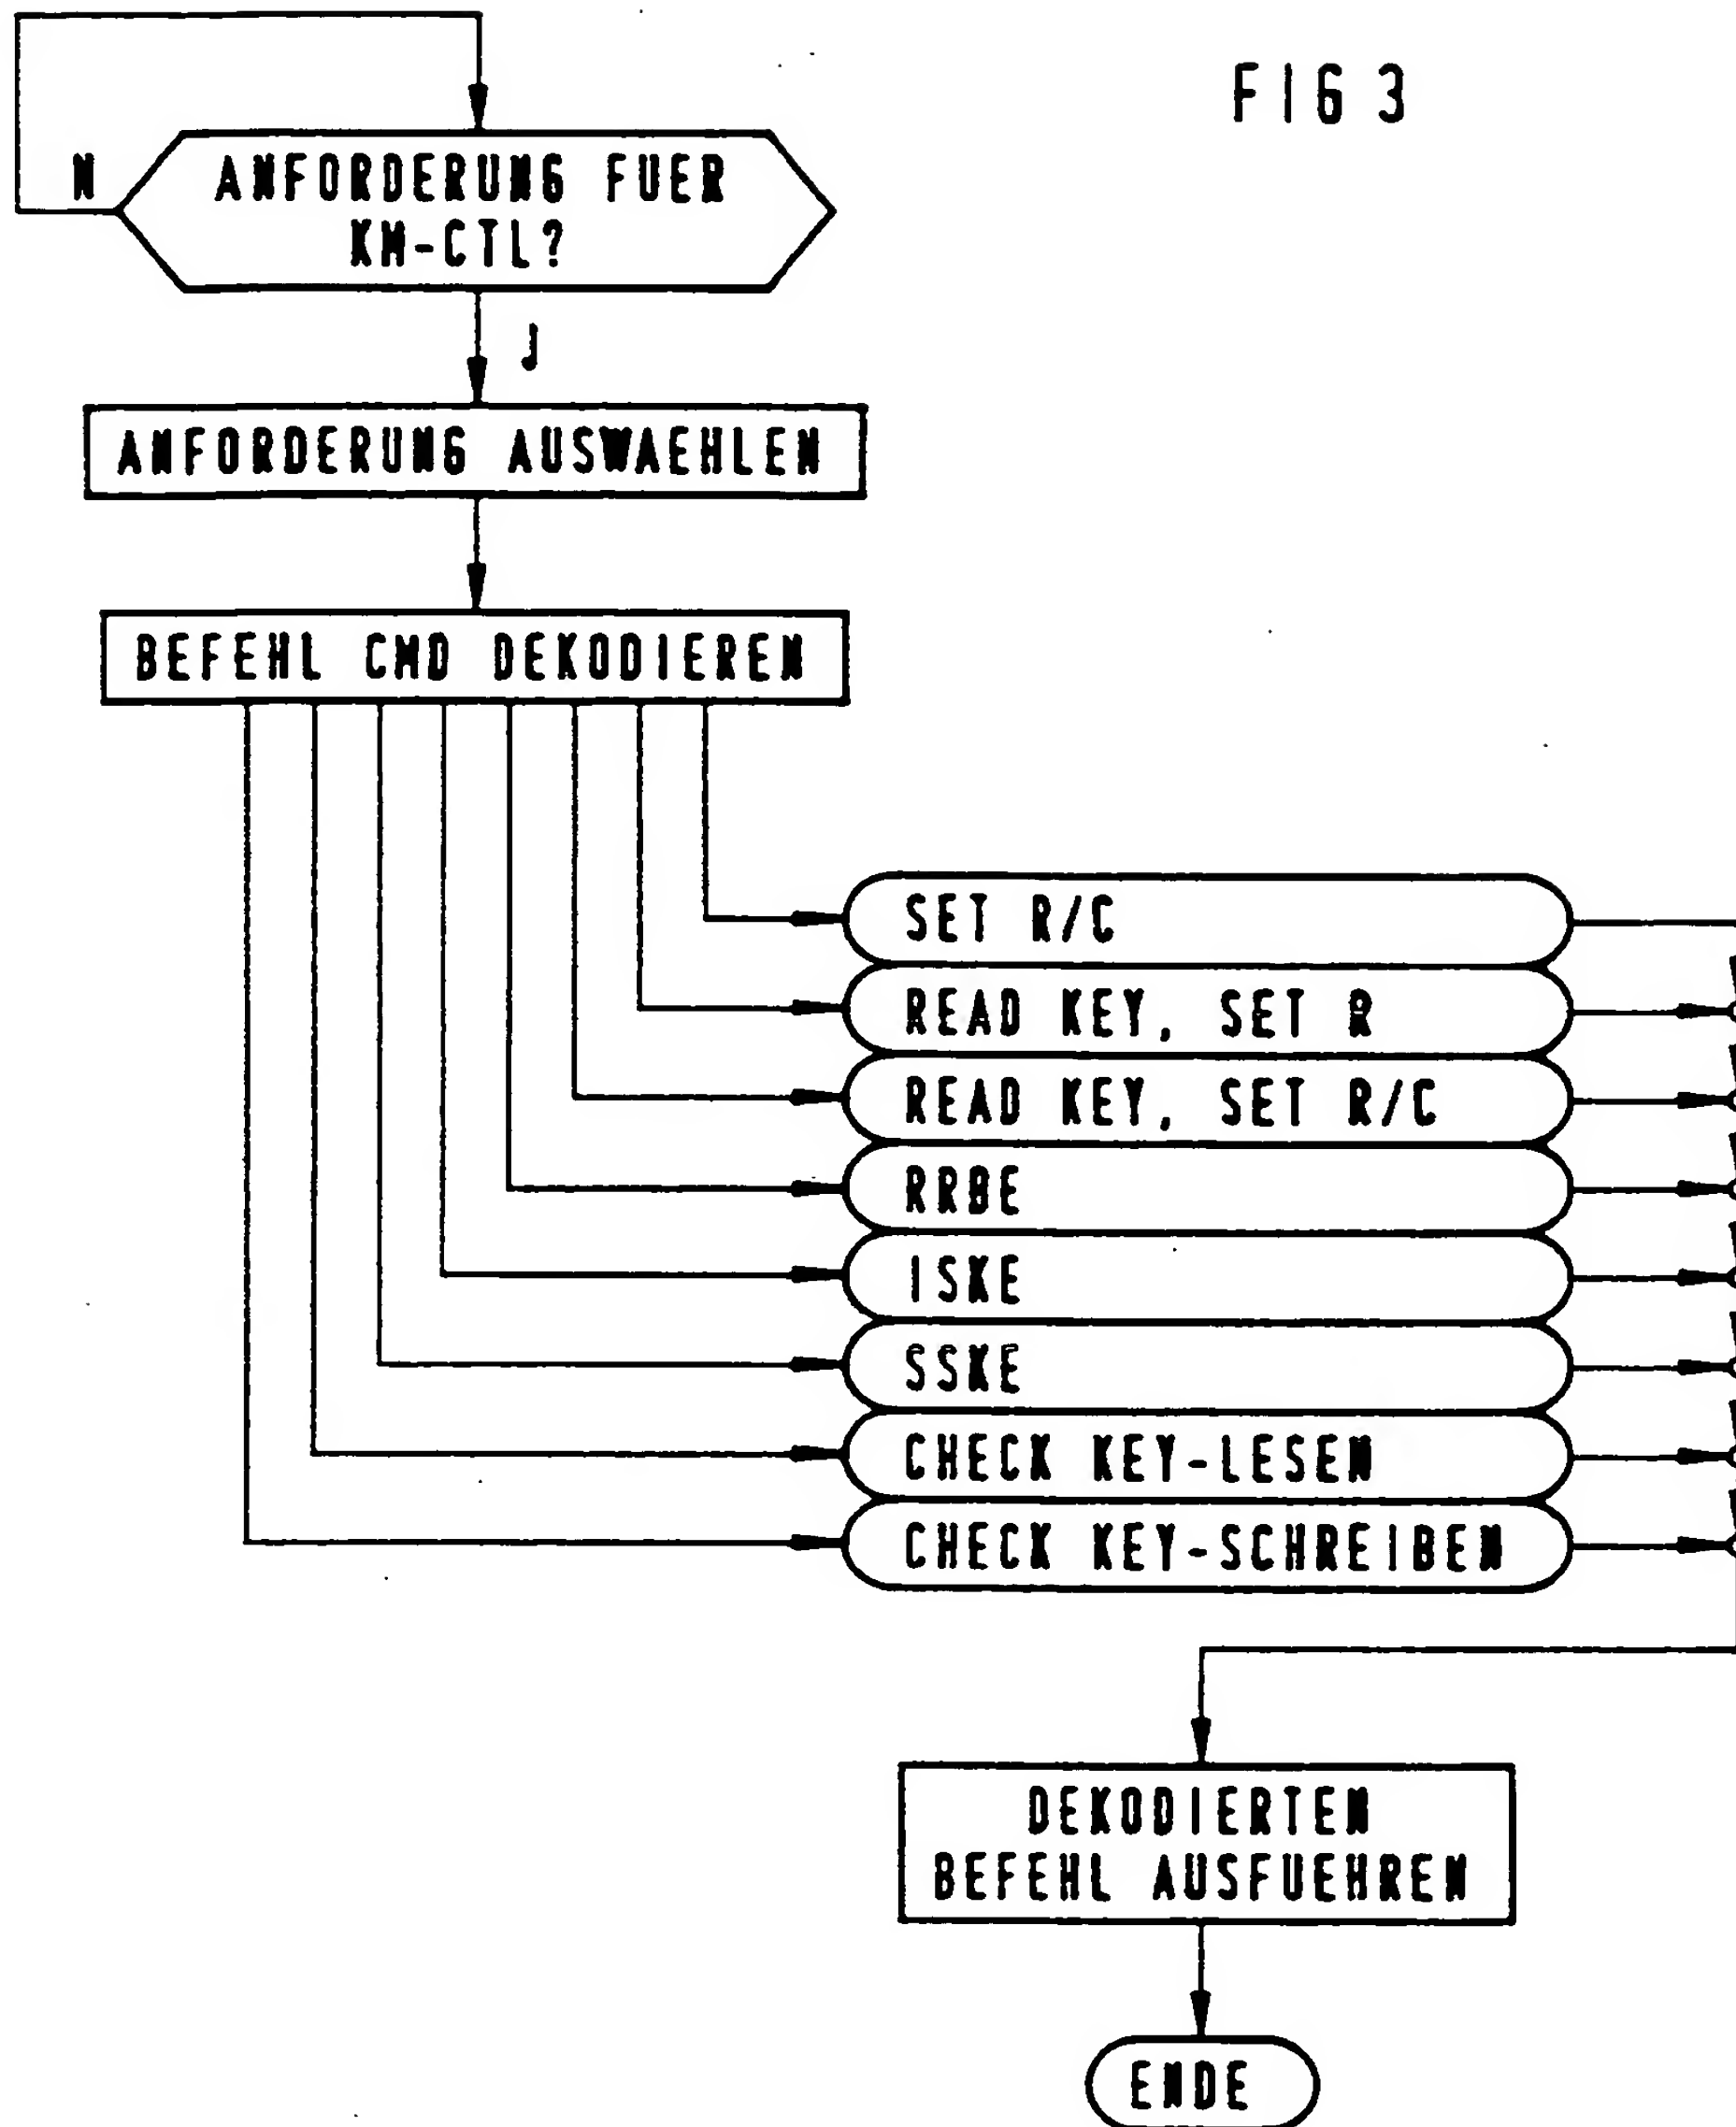 FIG 3
N
ANFORDERUNG FUER
KM-CTL?
J
ANFORDERUNG AUSWAEHLEN
BEFEHL CMD DEKODIEREN
SET R/C
READ KEY, SET R
READ KEY, SET R/C
RRBE
ISKE
SSKE
CHECK KEY-LESEN
CHECK KEY-SCHREIBEN
DEKODIERTEN
BEFEHL AUSFUEHREN
ENDE